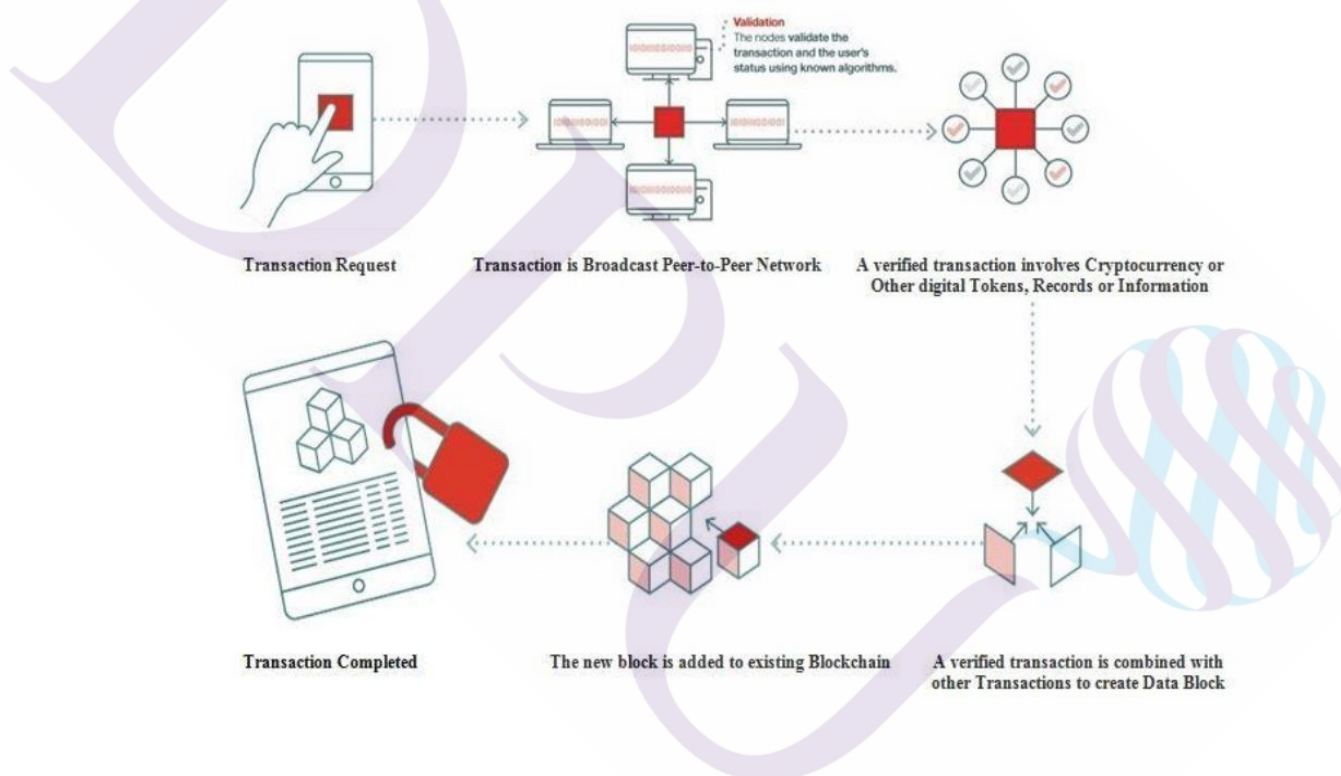 Validation
The nodes validate the
transaction and the user's
status using known algorithms.
Transaction Request
Transaction is Broadcast Peer-to-Peer Network
A verified transaction involves Cryptocurrency or
Other digital Tokens, Records or Information
Transaction Completed
The new block is added to existing Blockchain
A verified transaction is combined with
other Transactions to create Data Block